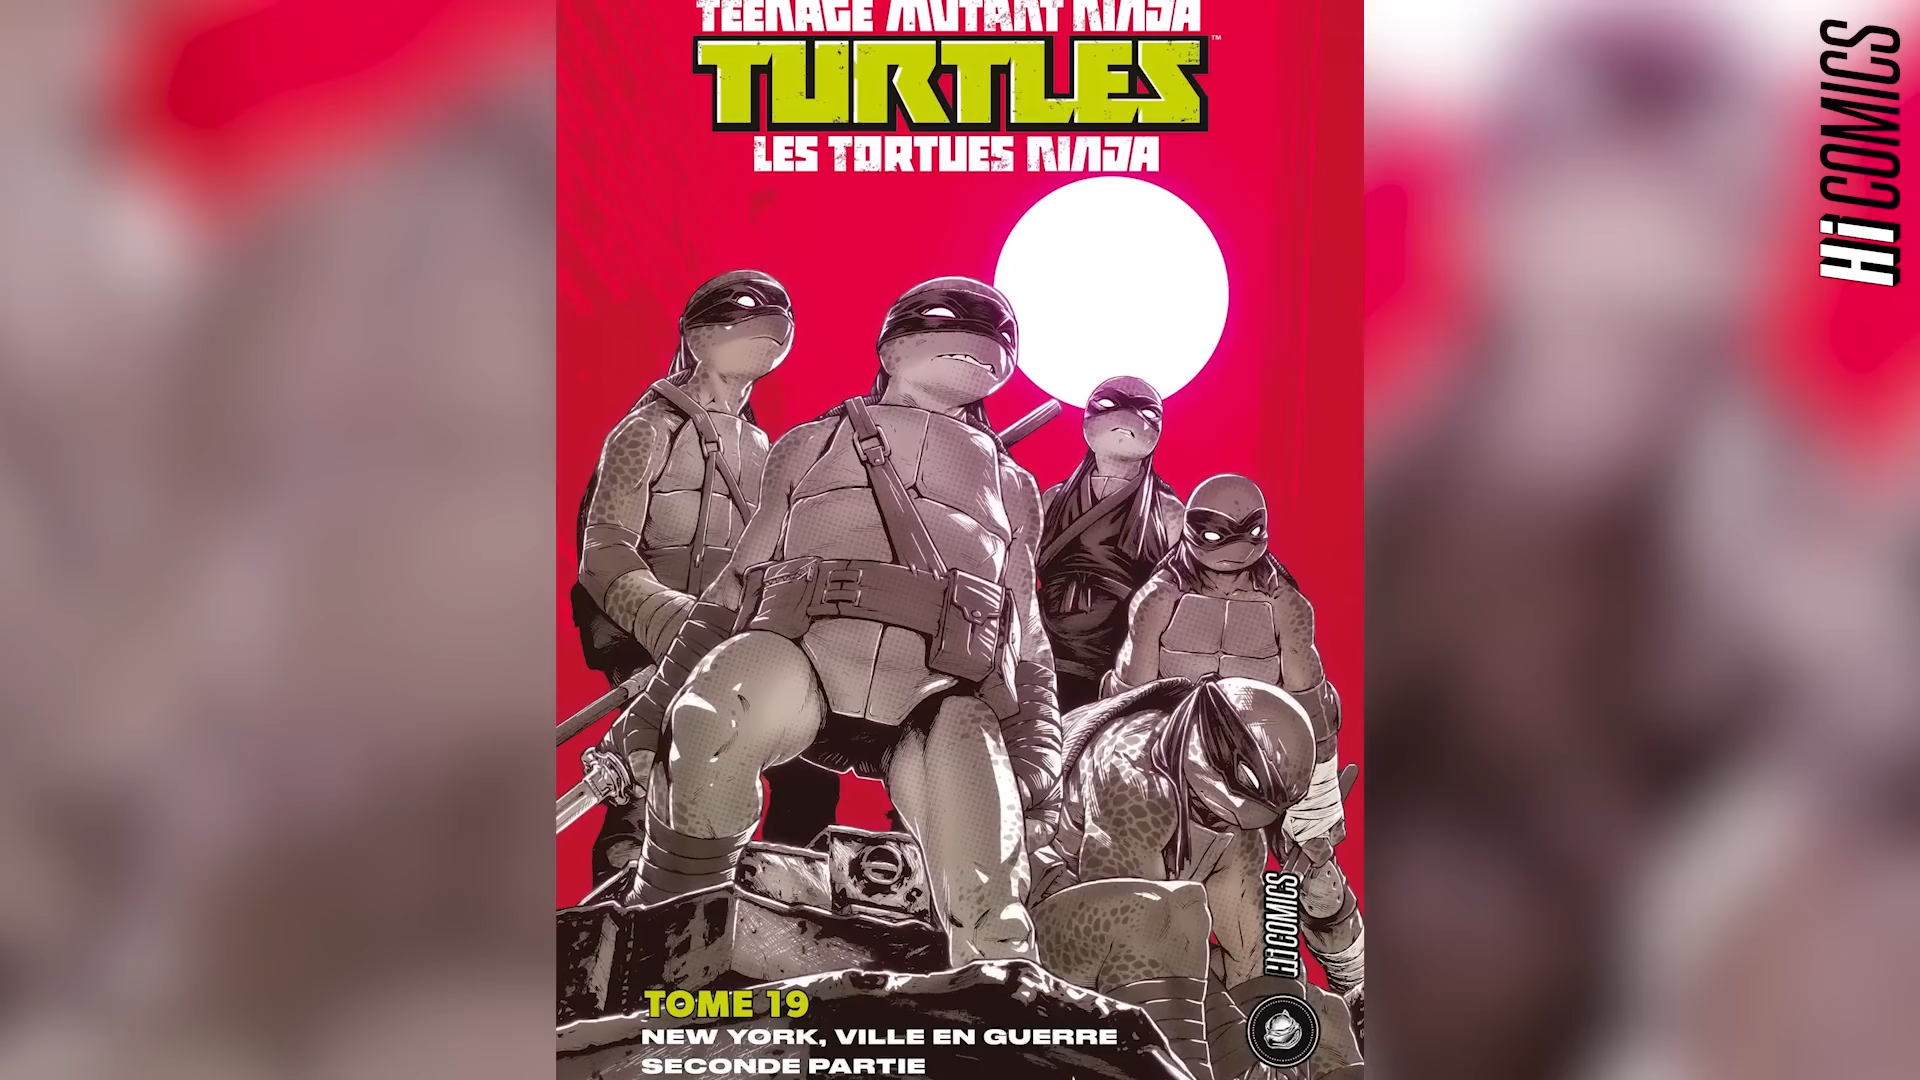 TEENAGE MUTANT NINJA
TURTLES™
LES TORTUES NINJA
Hi COMICS
Hi COMICS
TOME 19
NEW YORK, VILLE EN GUERRE
SECONDE PARTIE